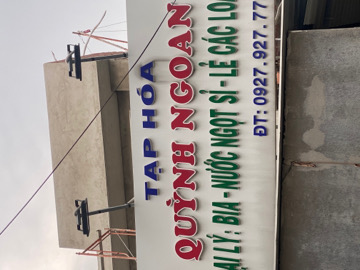 TẠP HÓA
QUỲNH NGOAN
ĐẠI LÝ: BIA - NƯỚC NGỌT SỈ - LẺ CÁC LOẠI
ĐT: 0927.927.77